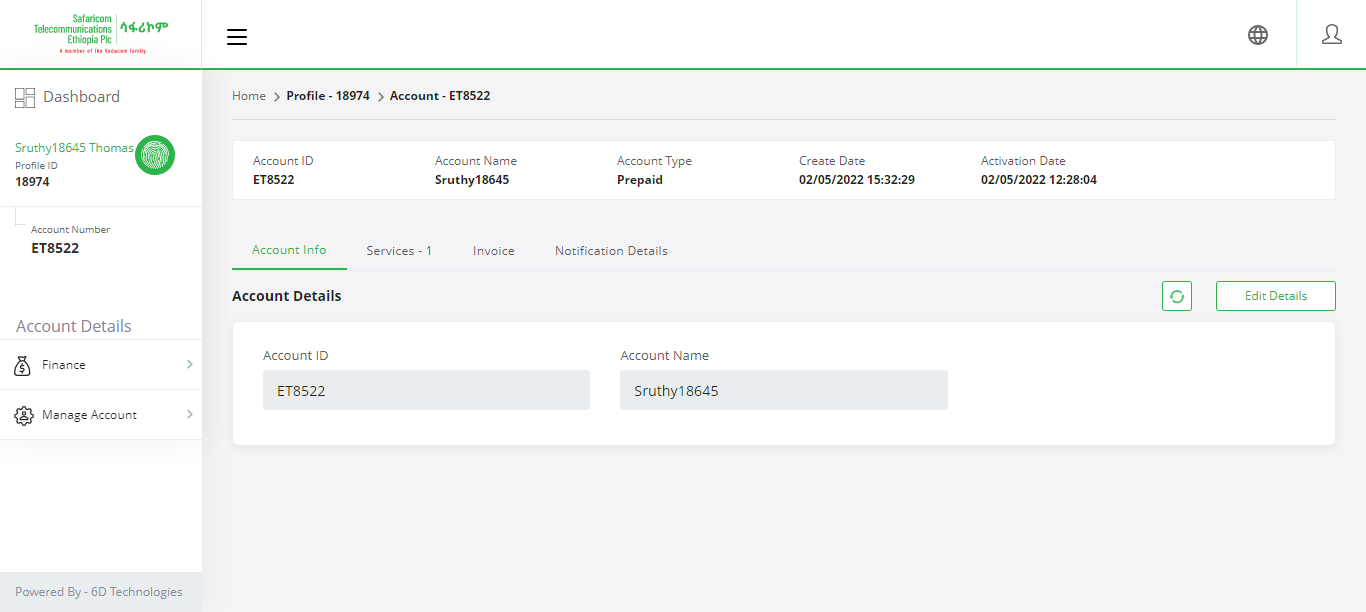 Safaricom
Telecommunications
Ethiopia Plc
ሳፋሪኮም
A member of the Vodacom family
Dashboard
Sruthy18645 Thomas
Profile ID
18974
Account Number
ET8522
Account Details
Finance
Manage Account
Powered By - 6D Technologies
Home > Profile - 18974 > Account - ET8522
Account ID Account Name Account Type Create Date Activation Date
ET8522 Sruthy18645 Prepaid 02/05/2022 15:32:29 02/05/2022 12:28:04
Account Info Services - 1 Invoice Notification Details
Account Details Edit Details
Account ID Account Name
ET8522 Sruthy18645